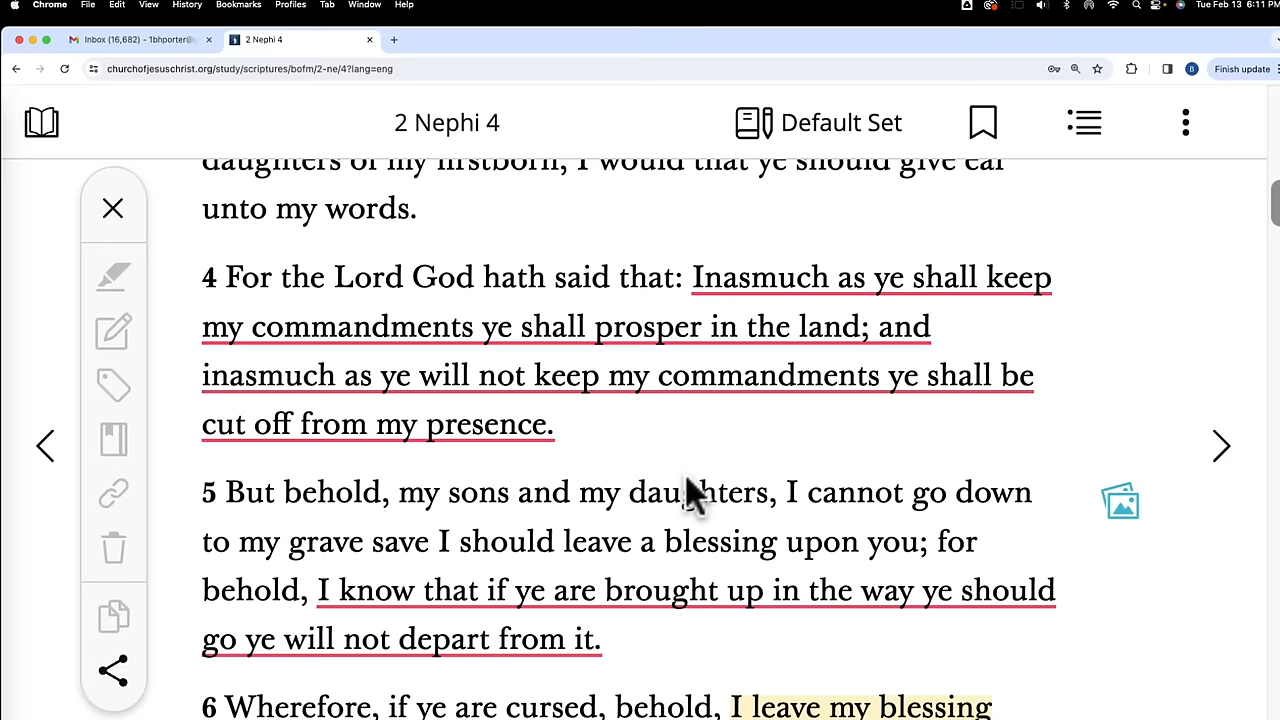 Chrome File Edit View History Bookmarks Profiles Tab Window Help Tue Feb 13 6:11 PM
Inbox (16,682) - 1bhporter@ 2 Nephi 4
churchofjesuschrist.org/study/scriptures/bofm/2-ne/4?lang=eng B Finish update
2 Nephi 4 Default Set
daughters of my firstborn, I would that ye should give ear
unto my words.
4 For the Lord God hath said that: Inasmuch as ye shall keep
my commandments ye shall prosper in the land; and
inasmuch as ye will not keep my commandments ye shall be
cut off from my presence.
5 But behold, my sons and my daughters, I cannot go down
to my grave save I should leave a blessing upon you; for
behold, I know that if ye are brought up in the way ye should
go ye will not depart from it.
6 Wherefore, if ye are cursed, behold, I leave my blessing